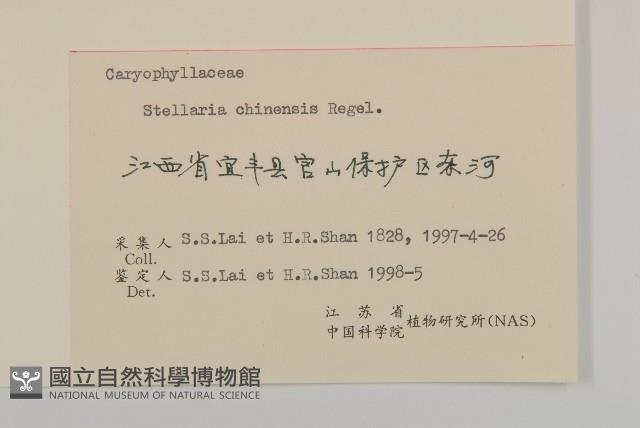 Caryophyllaceae
Stellaria chinensis Regel.
江西省宜丰县官山保护区东河
采集人 S.S.Lai et H.R.Shan 1828, 1997-4-26
Coll.
鉴定人 S.S.Lai et H.R.Shan 1998-5
Det.
江苏省
中国科学院 植物研究所(NAS)
國立自然科學博物館
NATIONAL MUSEUM OF NATURAL SCIENCE